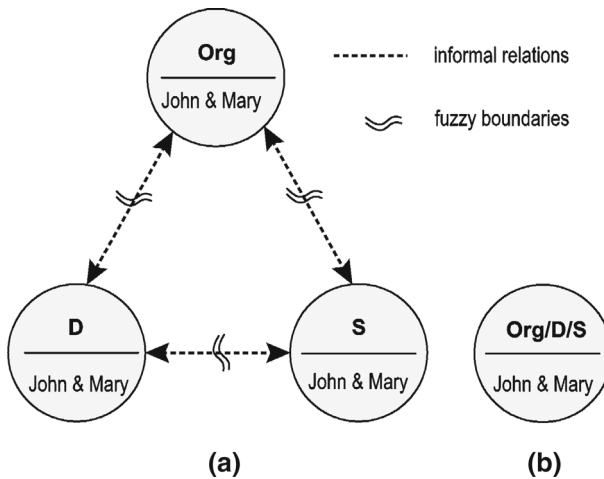 Org
John & Mary
informal relations
fuzzy boundaries
D
John & Mary
S
John & Mary
Org/D/S
John & Mary
(a)
(b)